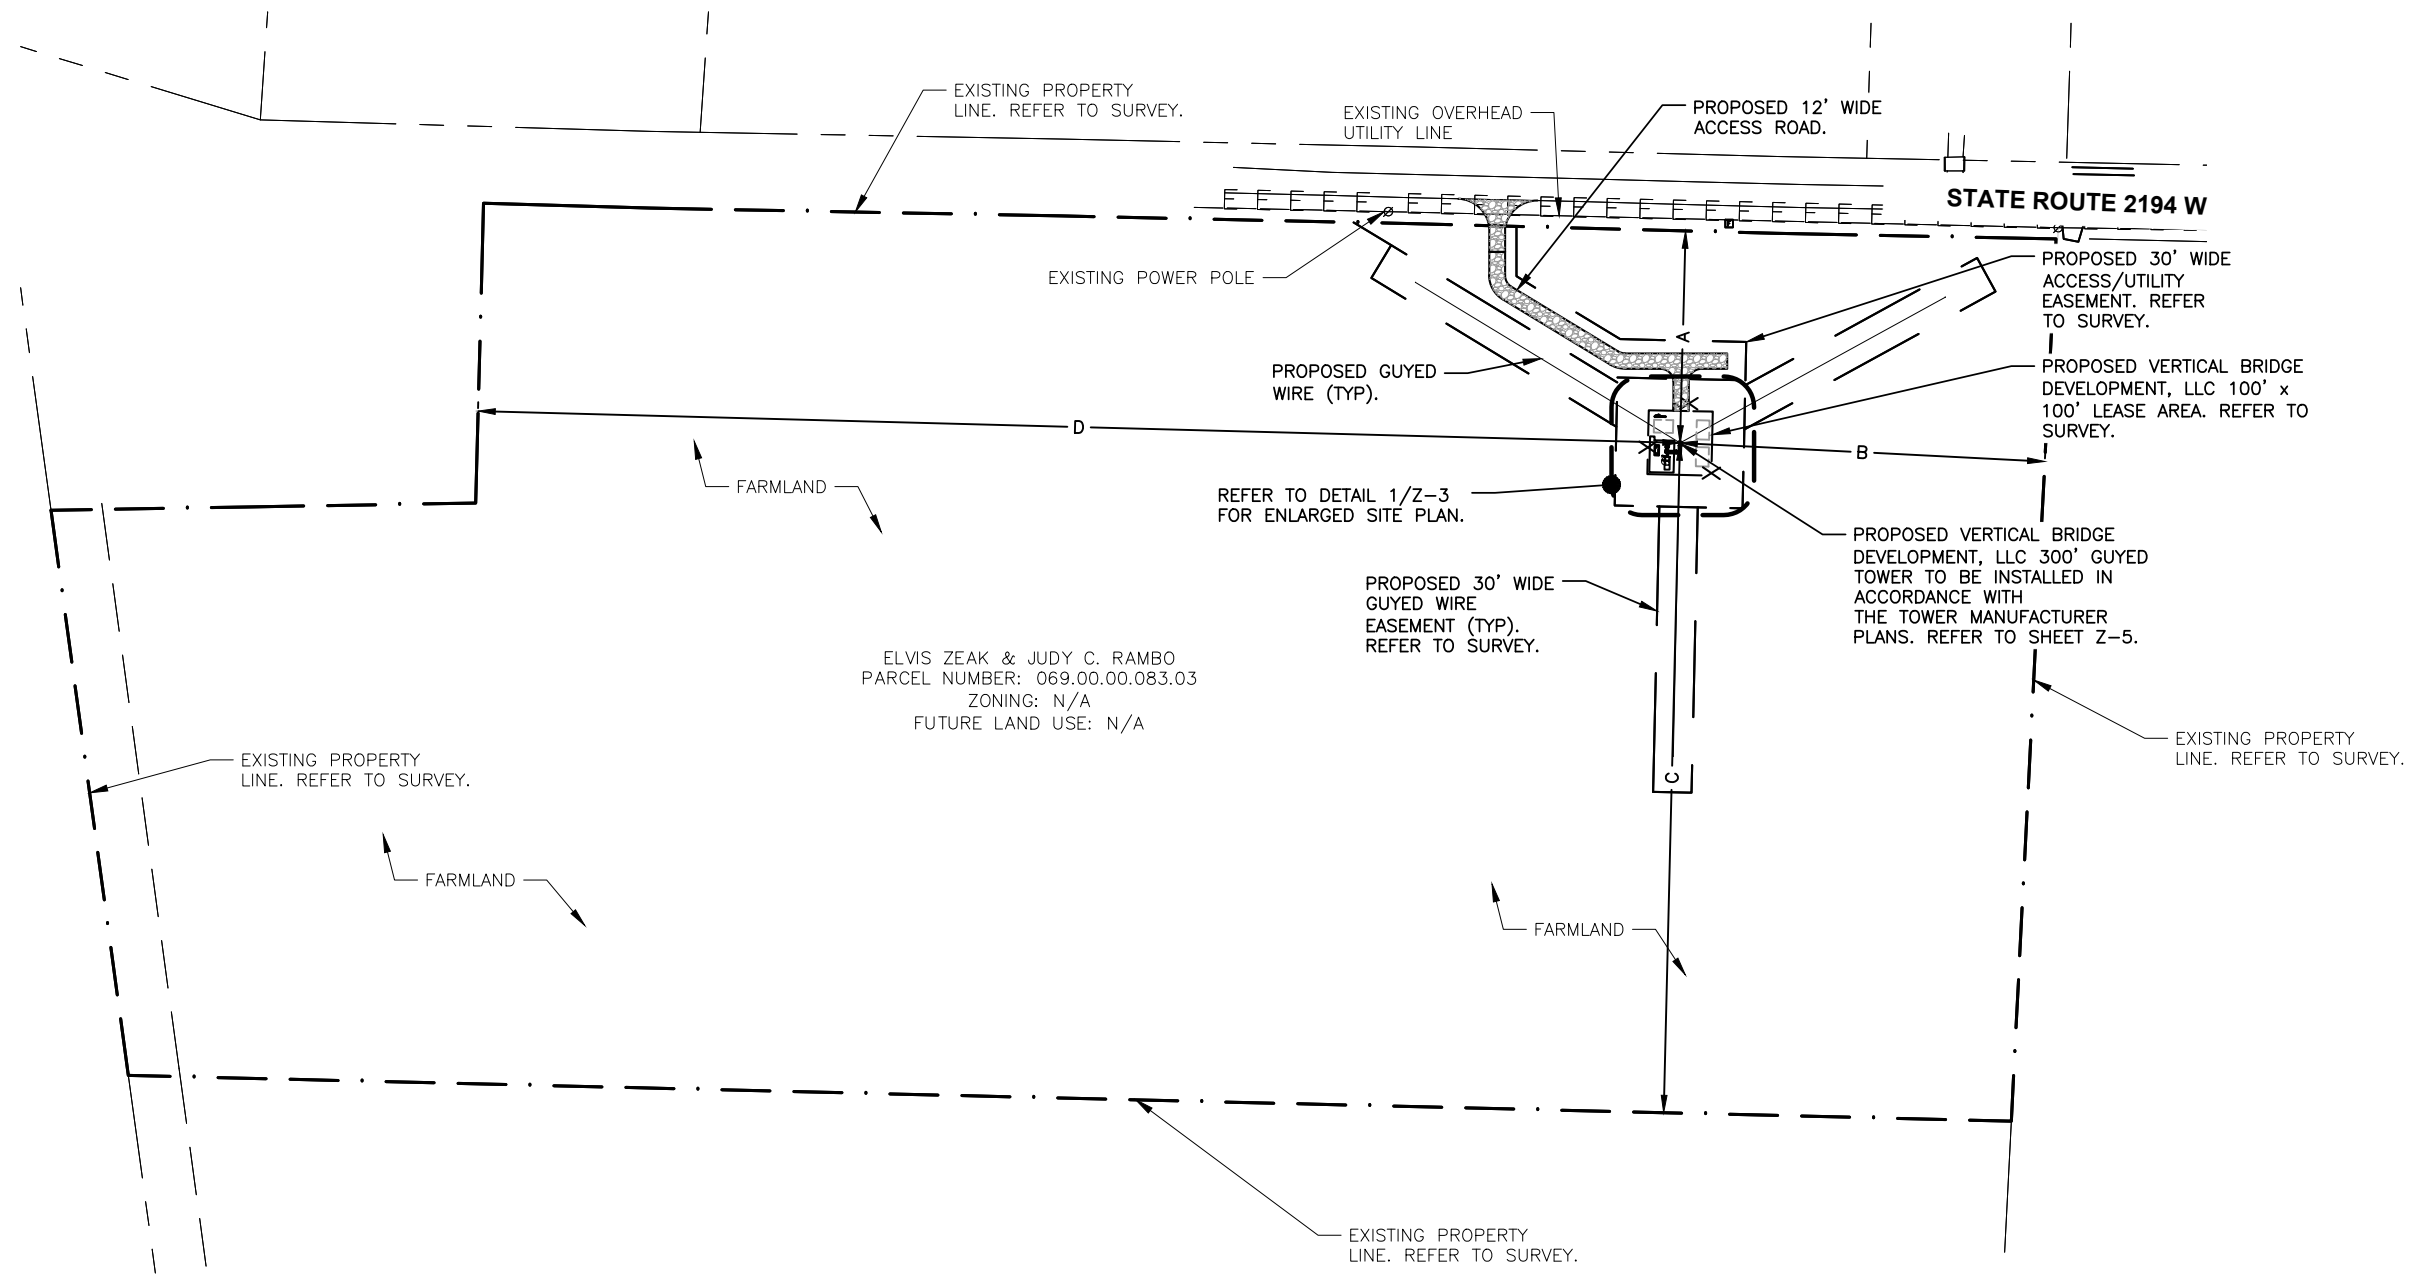 EXISTING PROPERTY
LINE. REFER TO SURVEY.
EXISTING OVERHEAD
UTILITY LINE
PROPOSED 12' WIDE
ACCESS ROAD.
E E E E E E E E E E E E E E E E E E E E
STATE ROUTE 2194 W
EXISTING POWER POLE
PROPOSED 30' WIDE
ACCESS/UTILITY
EASEMENT. REFER
TO SURVEY.
A
PROPOSED GUYED
WIRE (TYP).
PROPOSED VERTICAL BRIDGE
DEVELOPMENT, LLC 100' x
100' LEASE AREA. REFER TO
SURVEY.
D
B
FARMLAND
REFER TO DETAIL 1/Z-3
FOR ENLARGED SITE PLAN.
PROPOSED VERTICAL BRIDGE
DEVELOPMENT, LLC 300' GUYED
TOWER TO BE INSTALLED IN
ACCORDANCE WITH
THE TOWER MANUFACTURER
PLANS. REFER TO SHEET Z-5.
PROPOSED 30' WIDE
GUYED WIRE
EASEMENT (TYP).
REFER TO SURVEY.
ELVIS ZEAK & JUDY C. RAMBO
PARCEL NUMBER: 069.00.00.083.03
ZONING: N/A
FUTURE LAND USE: N/A
EXISTING PROPERTY
LINE. REFER TO SURVEY.
EXISTING PROPERTY
LINE. REFER TO SURVEY.
C
FARMLAND
FARMLAND
EXISTING PROPERTY
LINE. REFER TO SURVEY.